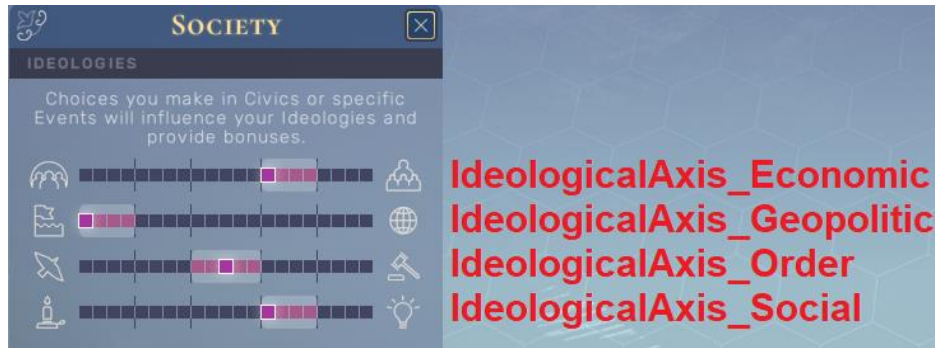 SOCIETY
IDEOLOGIES
Choices you make in Civics or specific
Events will influence your Ideologies and
provide bonuses.
IdeologicalAxis_Economic
IdeologicalAxis_Geopolitic
IdeologicalAxis_Order
IdeologicalAxis_Social